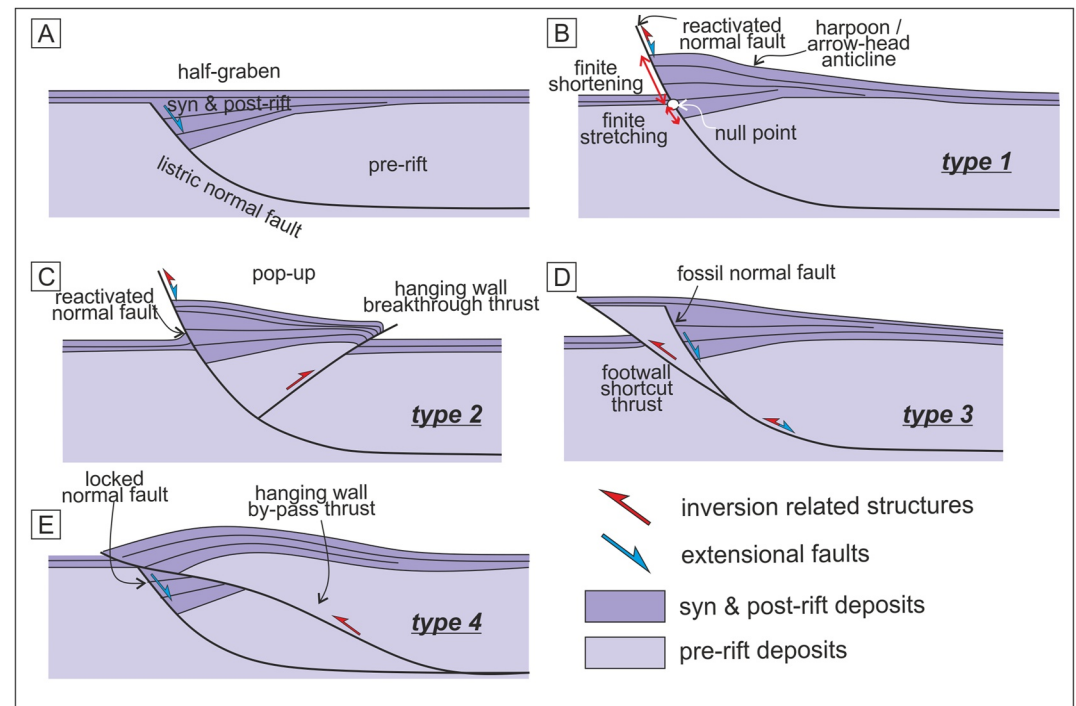 A
half-graben
syn & post-rift
pre-rift
listric normal fault
B
reactivated
normal fault
harpoon /
arrow-head
anticline
finite
shortening
finite
stretching
null point
type 1
C
pop-up
reactivated
normal fault
hanging wall
breakthrough thrust
type 2
D
fossil normal fault
footwall
shortcut
thrust
type 3
locked
normal fault
hanging wall
by-pass thrust
E
type 4
inversion related structures
extensional faults
syn & post-rift deposits
pre-rift deposits